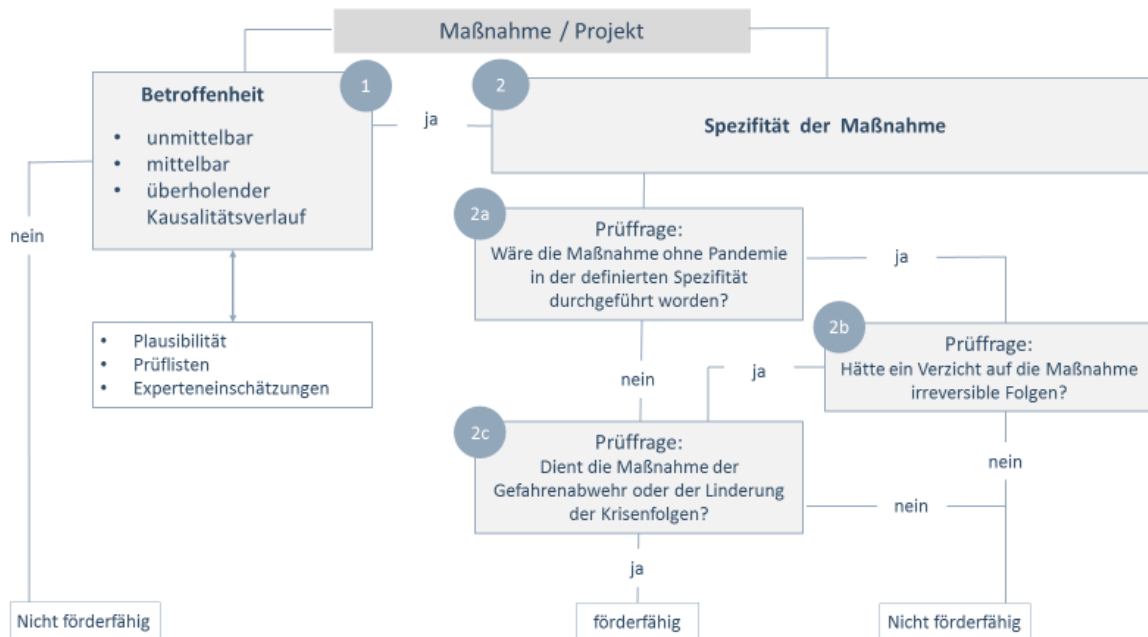 Maßnahme / Projekt
1
Betroffenheit
• unmittelbar
• mittelbar
• überholender
Kausalitätsverlauf
ja
2
Spezifität der Maßnahme
nein
• Plausibilität
• Prüflisten
• Experteneinschätzungen
2a
Prüffrage:
Wäre die Maßnahme ohne Pandemie
in der definierten Spezifität
durchgeführt worden?
ja
2b
Prüffrage:
Hätte ein Verzicht auf die Maßnahme
irreversible Folgen?
nein
ja
2c
Prüffrage:
Dient die Maßnahme der
Gefahrenabwehr oder der Linderung
der Krisenfolgen?
nein
nein
ja
Nicht förderfähig
förderfähig
Nicht förderfähig